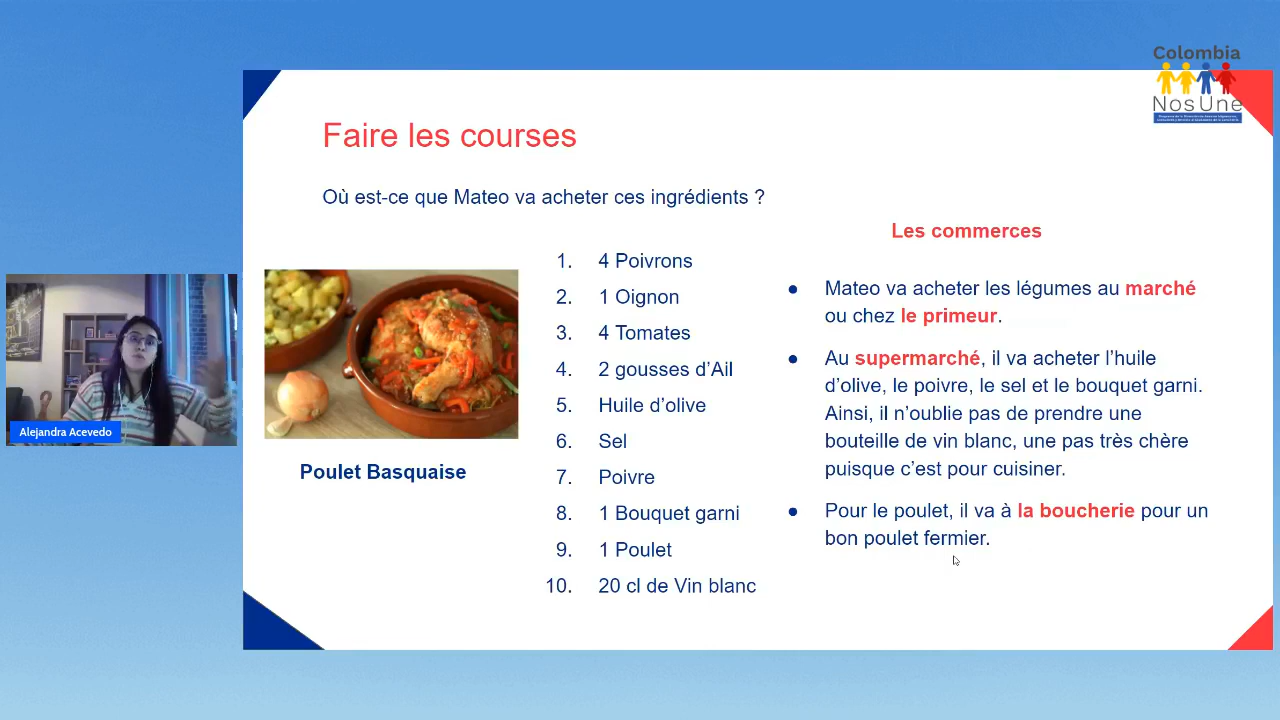 Colombia
NosUne
Faire les courses
Où est-ce que Mateo va acheter ces ingrédients ?
Alejandra Acevedo
Poulet Basquaise
1. 4 Poivrons
2. 1 Oignon
3. 4 Tomates
4. 2 gousses d’Ail
5. Huile d’olive
6. Sel
7. Poivre
8. 1 Bouquet garni
9. 1 Poulet
10. 20 cl de Vin blanc
Les commerces
● Mateo va acheter les légumes au marché
ou chez le primeur.
● Au supermarché, il va acheter l’huile
d’olive, le poivre, le sel et le bouquet garni.
Ainsi, il n’oublie pas de prendre une
bouteille de vin blanc, une pas très chère
puisque c’est pour cuisiner.
● Pour le poulet, il va à la boucherie pour un
bon poulet fermier.